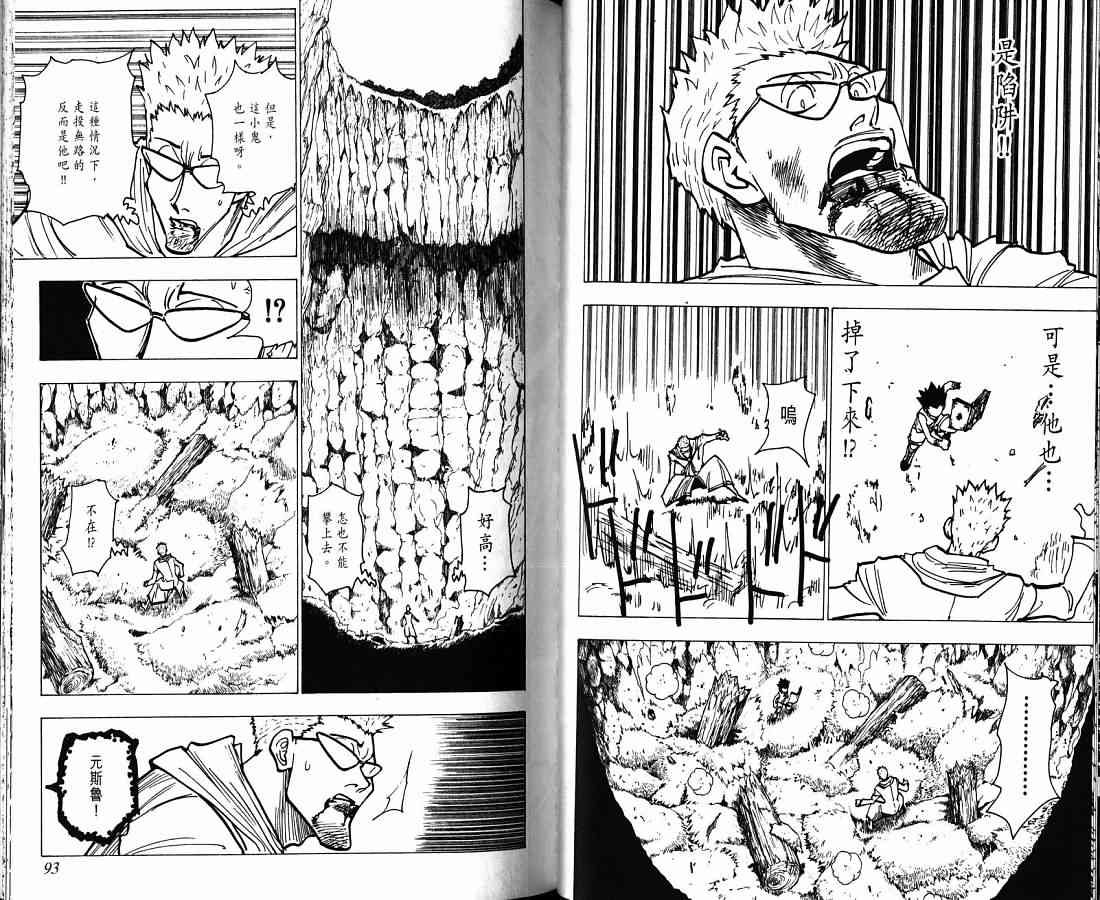 是陷阱!!
可是…他也…
掉了下來!?
嗚
…………
好高…
怎也不能
攀上去。
但是,
這小鬼
也一樣呀。
這種情況下,
走投無路的
反而是他吧!!
!?
不在!?
元斯魯!
93